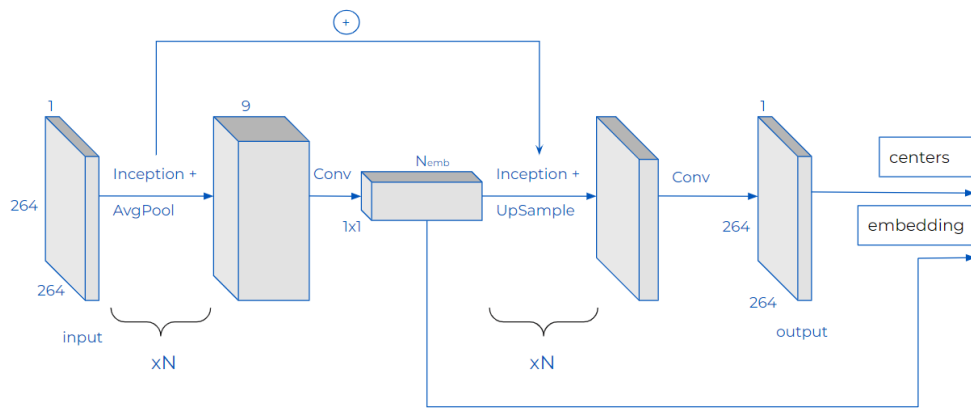 +
1
9
1
Nemb
centers
Inception +
AvgPool
Conv
Inception +
UpSample
Conv
264
1x1
264
embedding
264
264
input
output
xN
xN